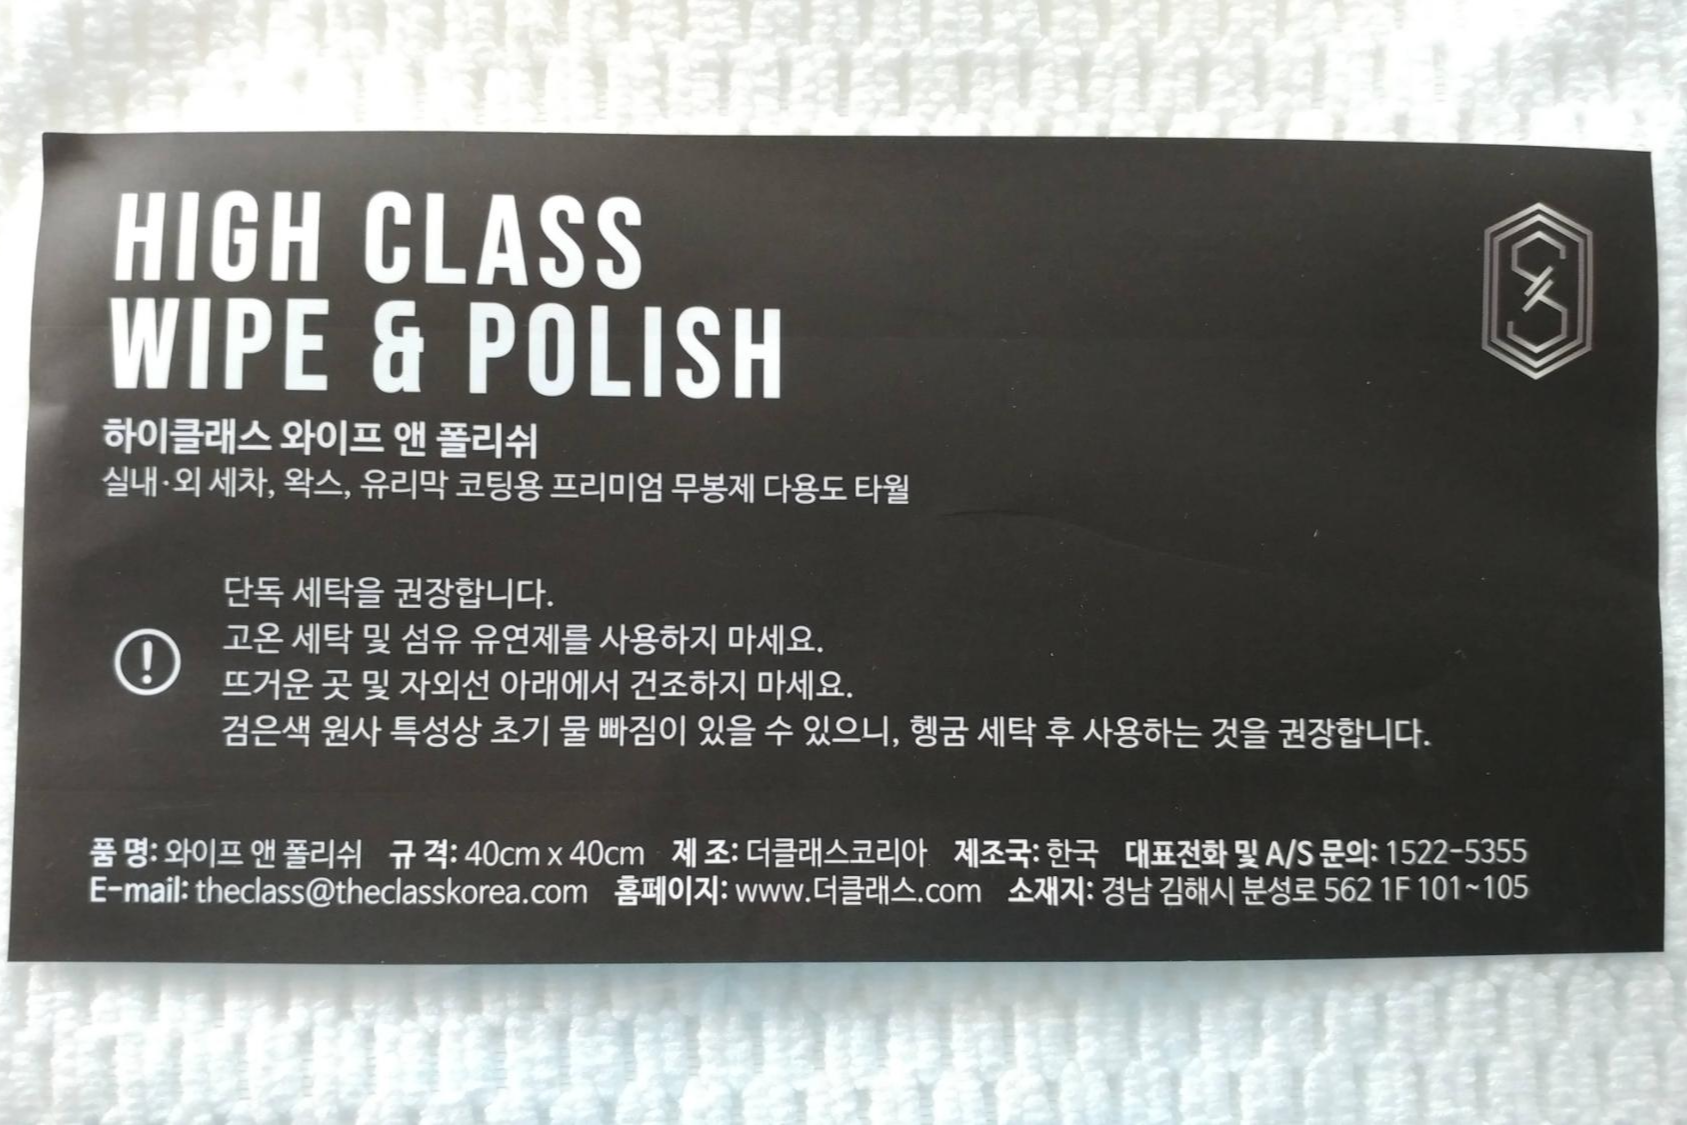 HIGH CLASS
WIPE & POLISH
하이클래스 와이프 앤 폴리쉬
실내·외 세차, 왁스, 유리막 코팅용 프리미엄 무봉제 다용도 타월
단독 세탁을 권장합니다.
고온 세탁 및 섬유 유연제를 사용하지 마세요.
뜨거운 곳 및 자외선 아래에서 건조하지 마세요.
검은색 원사 특성상 초기 물 빠짐이 있을 수 있으니, 헹굼 세탁 후 사용하는 것을 권장합니다.
품 명: 와이프 앤 폴리쉬 규 격: 40cm x 40cm 제 조: 더클래스코리아 제조국: 한국 대표전화 및 A/S 문의: 1522-5355
E-mail: theclass@theclasskorea.com 홈페이지: www.더클래스.com 소재지: 경남 김해시 분성로 562 1F 101~105